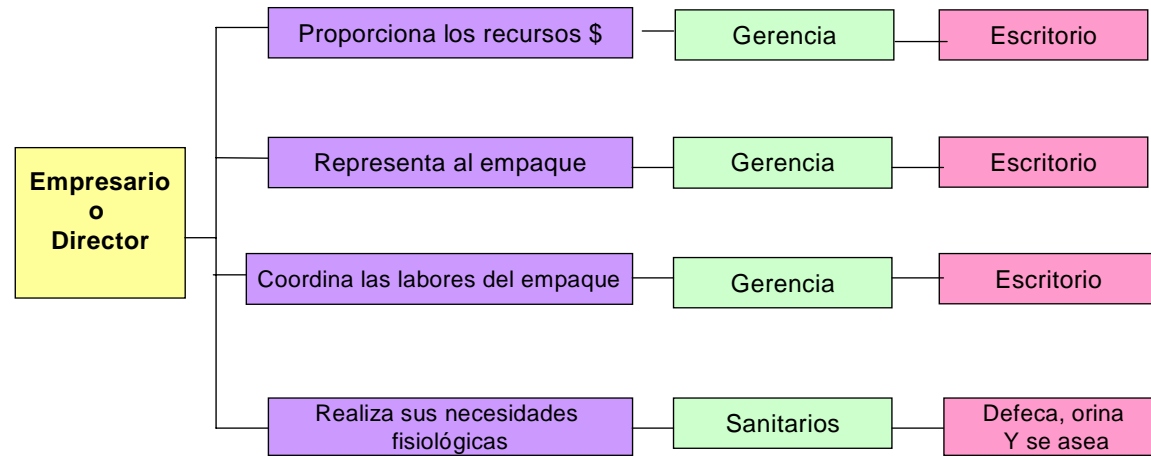 Proporciona los recursos $
Gerencia
Escritorio
Representa al empaque
Gerencia
Escritorio
Empresario
o
Director
Coordina las labores del empaque
Gerencia
Escritorio
Realiza sus necesidades
fisiológicas
Sanitarios
Defeca, orina
Y se asea